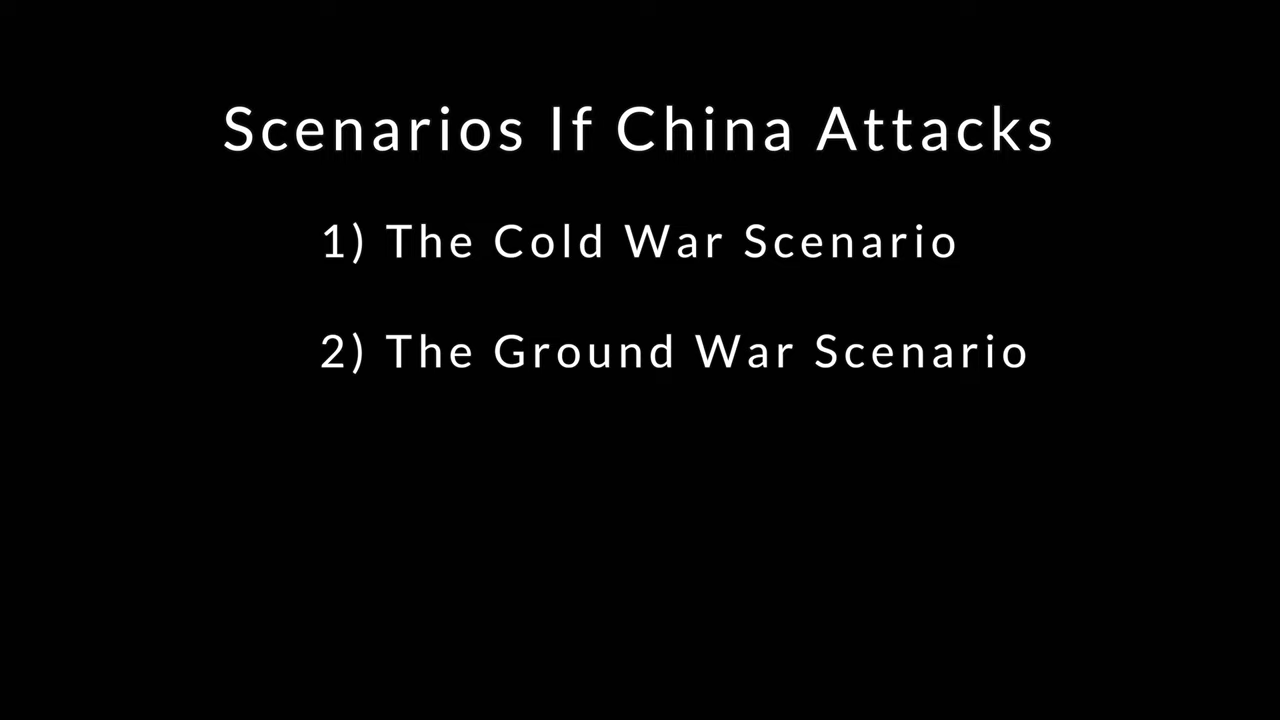 Scenarios If China Attacks
1) The Cold War Scenario
2) The Ground War Scenario